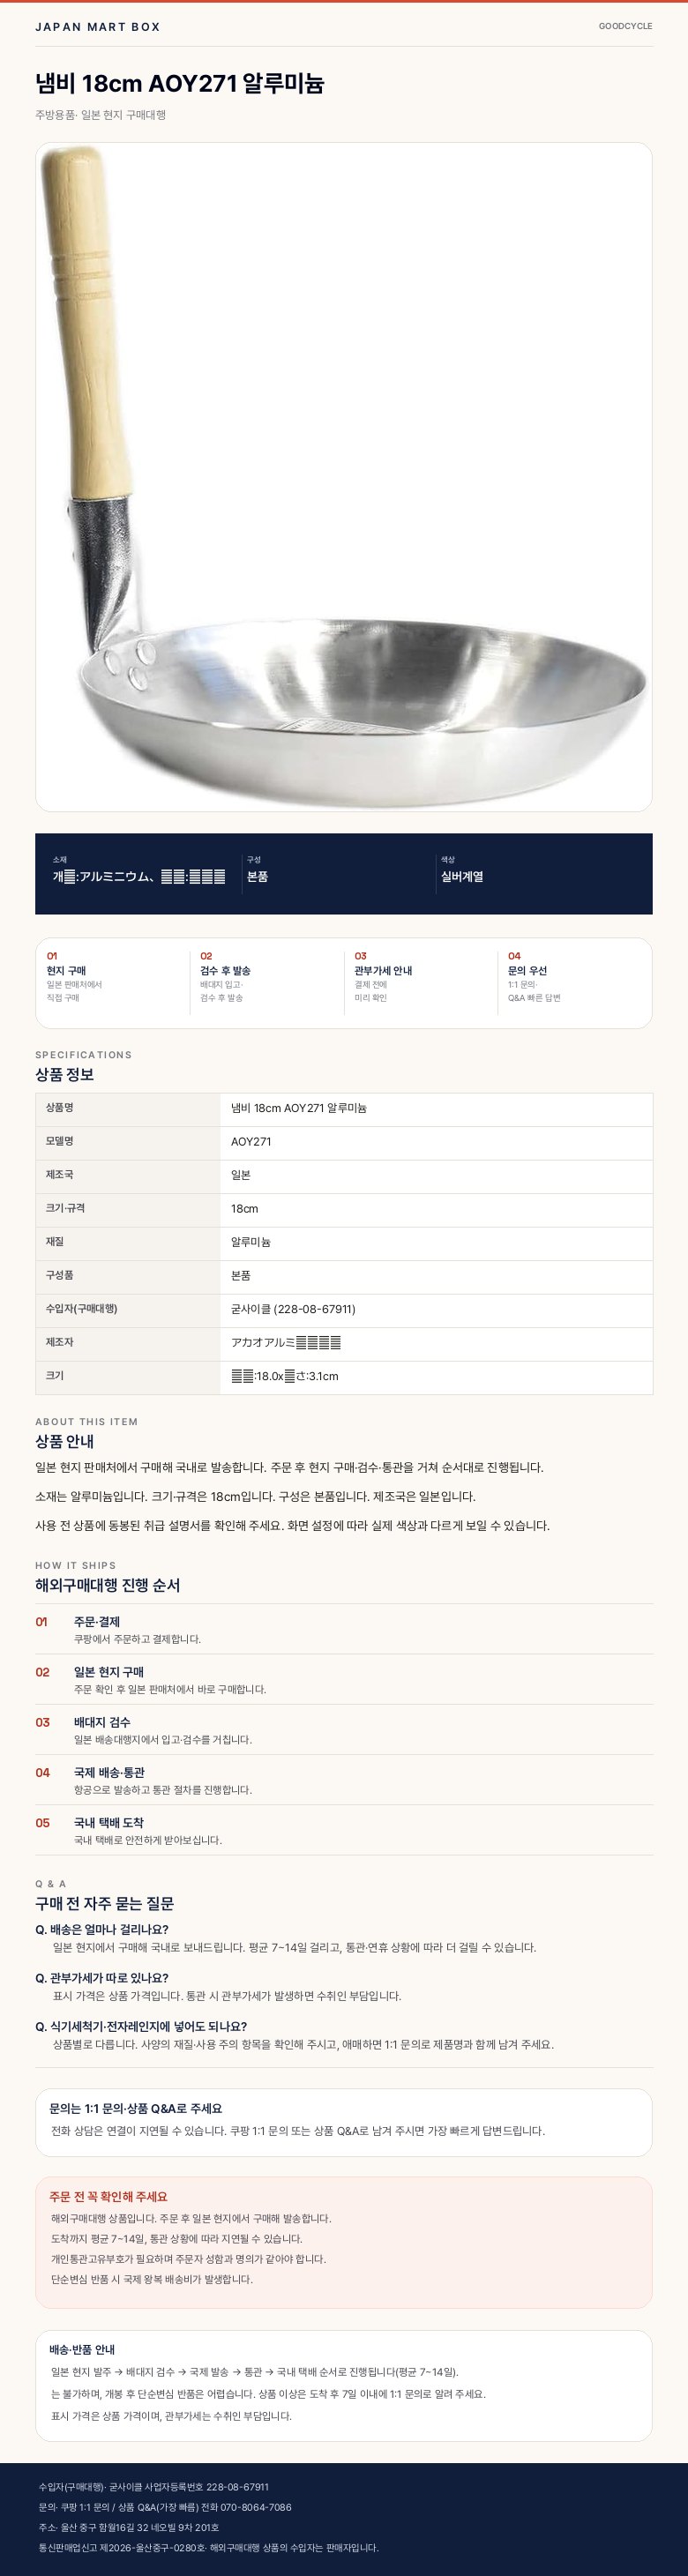 JAPAN MART BOX
GOODCYCLE
냄비 18cm AOY271 알루미늄
주방용품· 일본 현지 구매대행
소재
개:アルミニウム、
구성
본품
색상
실버계열
01
현지 구매
일본 판매처에서
직접 구매
02
검수 후 발송
배대지 입고·
검수 후 발송
03
관부가세 안내
결제 전에
미리 확인
04
문의 우선
1:1 문의·
Q&A 빠른 답변
SPECIFICATIONS
상품 정보
상품명 냄비 18cm AOY271 알루미늄
모델명 AOY271
제조국 일본
크기·규격 18cm
재질 알루미늄
구성품 본품
수입자(구매대행) 굳사이클 (228-08-67911)
제조자 アカオアルミ
크기 :18.0x さ:3.1cm
ABOUT THIS ITEM
상품 안내
일본 현지 판매처에서 구매해 국내로 발송합니다. 주문 후 현지 구매·검수·통관을 거쳐 순서대로 진행됩니다.
소재는 알루미늄입니다. 크기·규격은 18cm입니다. 구성은 본품입니다. 제조국은 일본입니다.
사용 전 상품에 동봉된 취급 설명서를 확인해 주세요. 화면 설정에 따라 실제 색상과 다르게 보일 수 있습니다.
HOW IT SHIPS
해외구매대행 진행 순서
01 주문·결제
쿠팡에서 주문하고 결제합니다.
02 일본 현지 구매
주문 확인 후 일본 판매처에서 바로 구매합니다.
03 배대지 검수
일본 배송대행지에서 입고·검수를 거칩니다.
04 국제 배송·통관
항공으로 발송하고 통관 절차를 진행합니다.
05 국내 택배 도착
국내 택배로 안전하게 받아보십니다.
Q & A
구매 전 자주 묻는 질문
Q. 배송은 얼마나 걸리나요?
일본 현지에서 구매해 국내로 보내드립니다. 평균 7~14일 걸리고, 통관·연휴 상황에 따라 더 걸릴 수 있습니다.
Q. 관부가세가 따로 있나요?
표시 가격은 상품 가격입니다. 통관 시 관부가세가 발생하면 수취인 부담입니다.
Q. 식기세척기·전자레인지에 넣어도 되나요?
상품별로 다릅니다. 사양의 재질·사용 주의 항목을 확인해 주시고, 애매하면 1:1 문의로 제품명과 함께 남겨 주세요.
문의는 1:1 문의·상품 Q&A로 주세요
전화 상담은 연결이 지연될 수 있습니다. 쿠팡 1:1 문의 또는 상품 Q&A로 남겨 주시면 가장 빠르게 답변드립니다.
주문 전 꼭 확인해 주세요
해외구매대행 상품입니다. 주문 후 일본 현지에서 구매해 발송합니다.
도착까지 평균 7~14일, 통관 상황에 따라 지연될 수 있습니다.
개인통관고유부호가 필요하며 주문자 성함과 명의가 같아야 합니다.
단순변심 반품 시 국제 왕복 배송비가 발생합니다.
배송·반품 안내
일본 현지 발주 → 배대지 검수 → 국제 발송 → 통관 → 국내 택배 순서로 진행됩니다(평균 7~14일).
는 불가하며, 개봉 후 단순변심 반품은 어렵습니다. 상품 이상은 도착 후 7일 이내에 1:1 문의로 알려 주세요.
표시 가격은 상품 가격이며, 관부가세는 수취인 부담입니다.
수입자(구매대행)· 굳사이클 사업자등록번호 228-08-67911
문의· 쿠팡 1:1 문의 / 상품 Q&A(가장 빠름) 전화 070-8064-7086
주소· 울산 중구 함월16길 32 네오빌 9차 201호
통신판매업신고 제2026-울산중구-0280호· 해외구매대행 상품의 수입자는 판매자입니다.